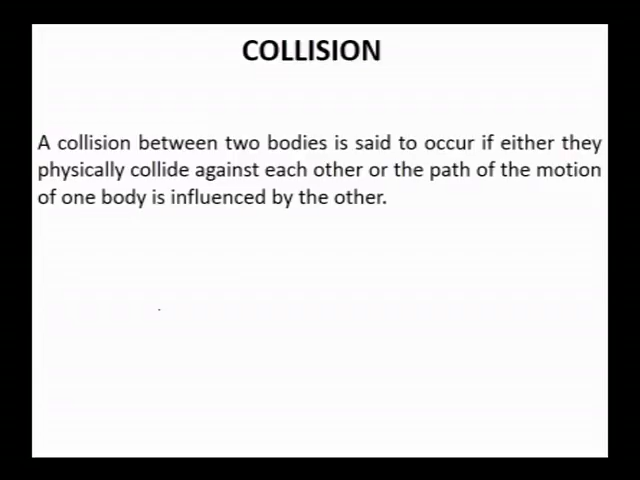 COLLISION
A collision between two bodies is said to occur if either they
physically collide against each other or the path of the motion
of one body is influenced by the other.